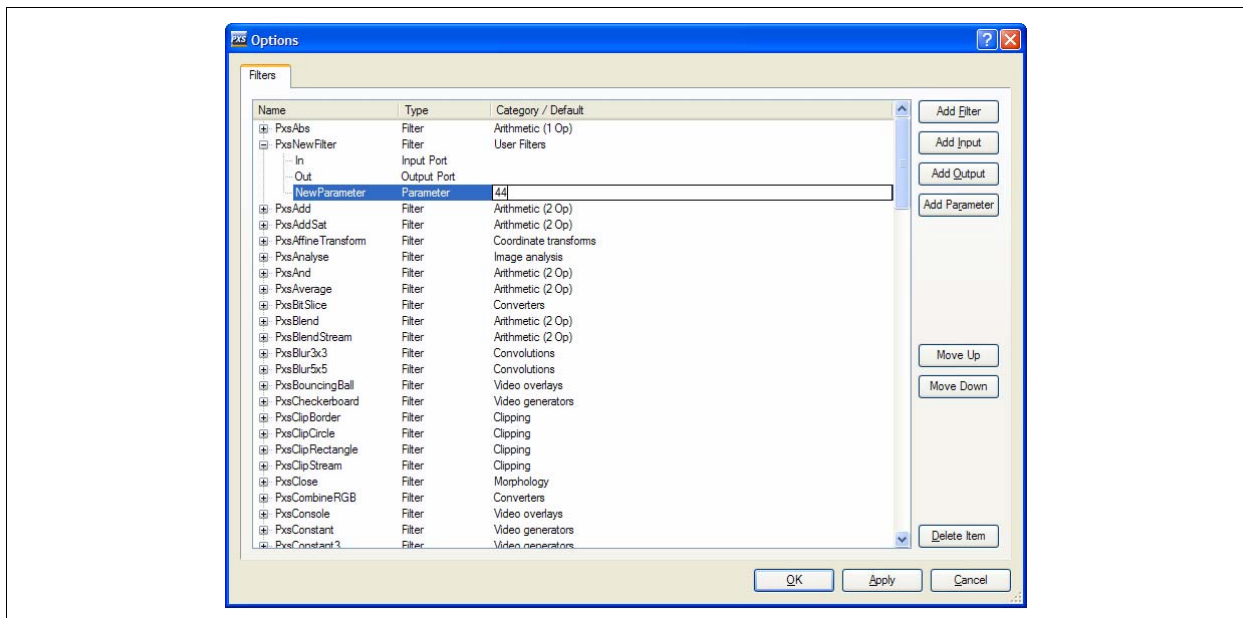 PXS Options
Filters
Name Type Category / Default
PxsAbs Filter Arithmetic (1 Op)
PxsNewFilter Filter User Filters
In Input Port
Out Output Port
NewParameter Parameter 44
PxsAdd Filter Arithmetic (2 Op)
PxsAddSat Filter Arithmetic (2 Op)
PxsAffineTransform Filter Coordinate transforms
PxsAnalyse Filter Image analysis
PxsAnd Filter Arithmetic (2 Op)
PxsAverage Filter Arithmetic (2 Op)
PxsBitSlice Filter Converters
PxsBlend Filter Arithmetic (2 Op)
PxsBlendStream Filter Arithmetic (2 Op)
PxsBlur3x3 Filter Convolutions
PxsBlur5x5 Filter Convolutions
PxsBouncingBall Filter Video overlays
PxsCheckerboard Filter Video generators
PxsClipBorder Filter Clipping
PxsClipCircle Filter Clipping
PxsClipRectangle Filter Clipping
PxsClipStream Filter Clipping
PxsClose Filter Morphology
PxsCombineRGB Filter Converters
PxsConsole Filter Video overlays
PxsConstant Filter Video generators
PxsConstant3 Filter Video generators
Add Filter
Add Input
Add Output
Add Parameter
Move Up
Move Down
Delete Item
OK Apply Cancel